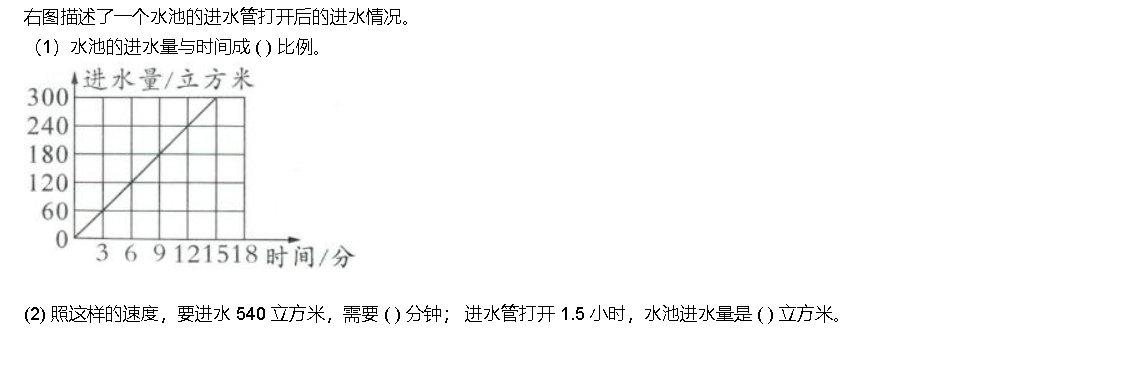 右图描述了一个水池的进水管打开后的进水情况。
（1）水池的进水量与时间成 ( ) 比例。
进水量/立方米
300
240
180
120
60
0
3 6 9 12 15 18 时间/分
(2) 照这样的速度，要进水 540 立方米，需要 ( ) 分钟； 进水管打开 1.5 小时，水池进水量是 ( ) 立方米。